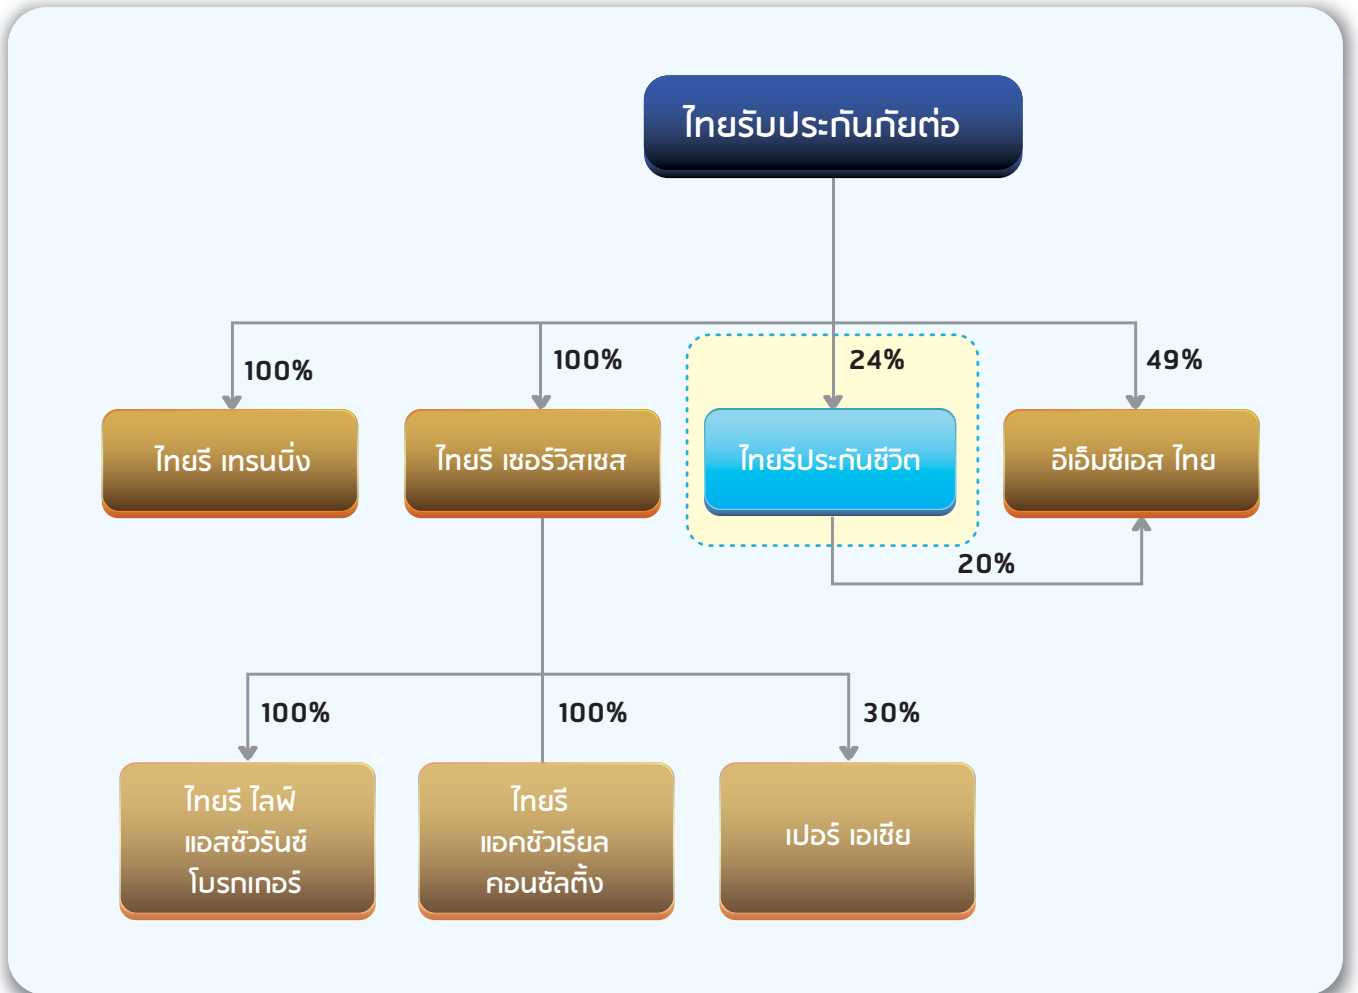 ไทยรับประกันภัยต่อ
100%
100%
24%
49%
ไทยรี เทรนนิ่ง
ไทยรี เซอร์วิสเซส
ไทยรีประกันชีวิต
อีเอ็มซีเอส ไทย
20%
100%
100%
30%
ไทยรี ไลฟ์
แอสชัวรันซ์
โบรกเกอร์
ไทยรี
แอคชัวเรียล
คอนซัลติ้ง
เปอร์ เอเชีย